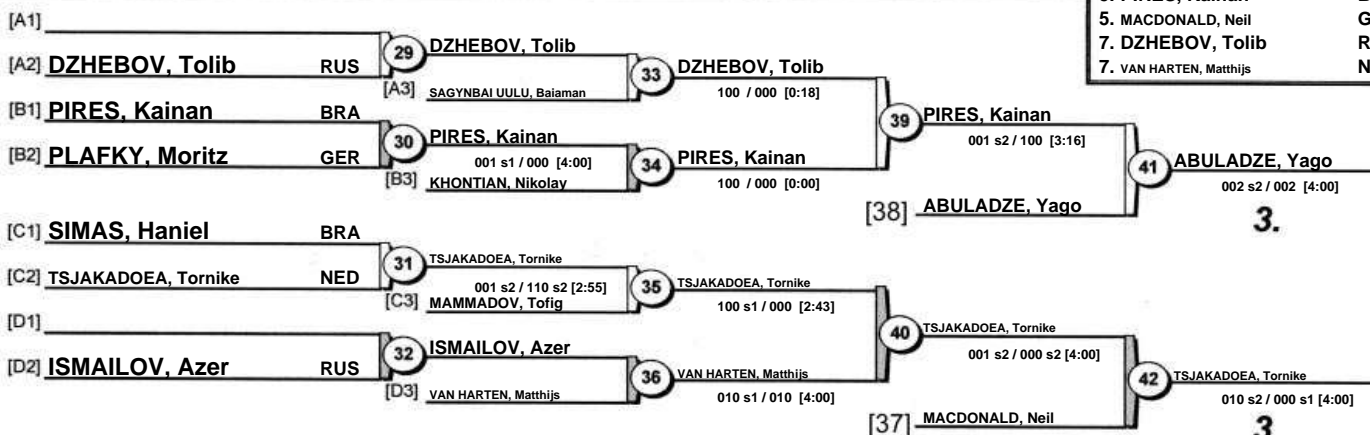 5. MACDONALD, Neil G
7. DZHEBOV, Tolib R
7. VAN HARTEN, Matthijs N
[A1]
[A2] DZHEBOV, Tolib RUS
29
DZHEBOV, Tolib
[A3] SAGYNBAI UULU, Baiaman
33
DZHEBOV, Tolib
100 / 000 [0:18]
[B1] PIRES, Kainan BRA
[B2] PLAFKY, Moritz GER
30
PIRES, Kainan
001 s1 / 000 [4:00]
[B3] KHONTIAN, Nikolay
34
PIRES, Kainan
100 / 000 [0:00]
39
PIRES, Kainan
001 s2 / 100 [3:16]
[38] ABULADZE, Yago
41
ABULADZE, Yago
002 s2 / 002 [4:00]
3.
[C1] SIMAS, Haniel BRA
[C2] TSJAKADOEA, Tornike NED
31
TSJAKADOEA, Tornike
001 s2 / 110 s2 [2:55]
[C3] MAMMADOV, Tofig
35
TSJAKADOEA, Tornike
100 s1 / 000 [2:43]
[D1]
[D2] ISMAILOV, Azer RUS
32
ISMAILOV, Azer
[D3] VAN HARTEN, Matthijs
36
VAN HARTEN, Matthijs
010 s1 / 010 [4:00]
40
TSJAKADOEA, Tornike
001 s2 / 000 s2 [4:00]
[37] MACDONALD, Neil
42
TSJAKADOEA, Tornike
010 s2 / 000 s1 [4:00]
3